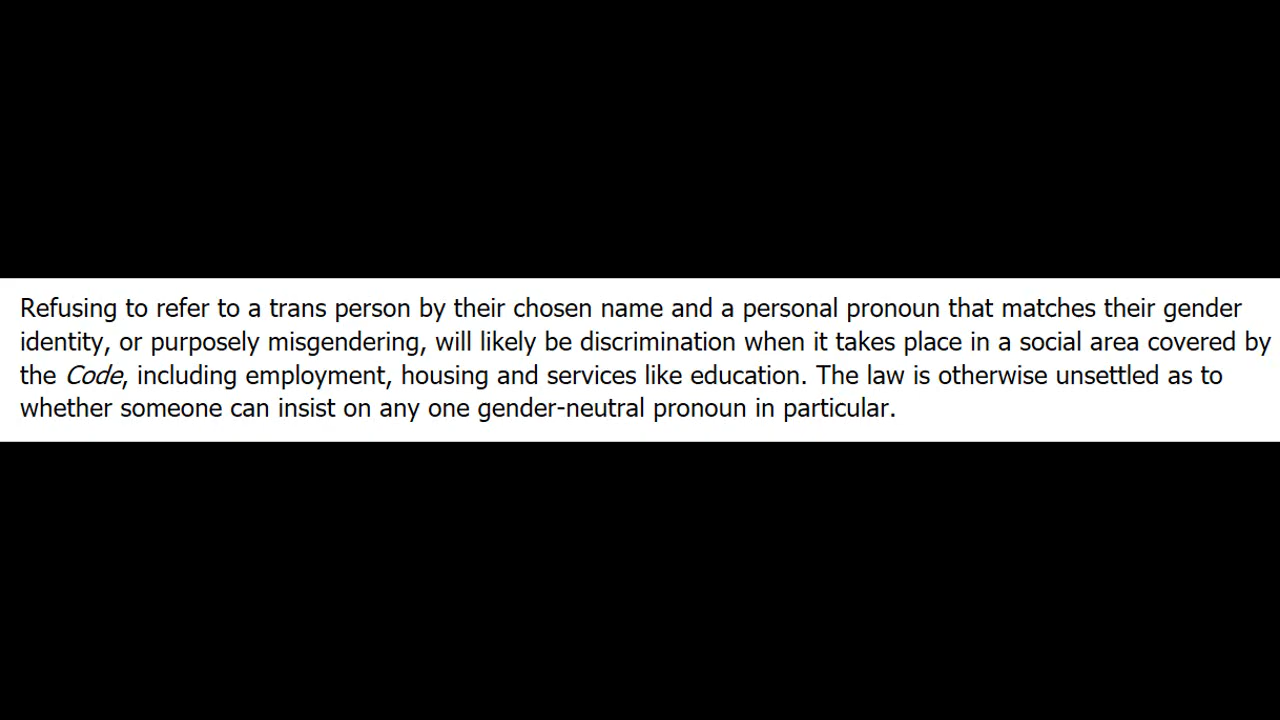 Refusing to refer to a trans person by their chosen name and a personal pronoun that matches their gender
identity, or purposely misgendering, will likely be discrimination when it takes place in a social area covered by
the Code, including employment, housing and services like education. The law is otherwise unsettled as to
whether someone can insist on any one gender-neutral pronoun in particular.